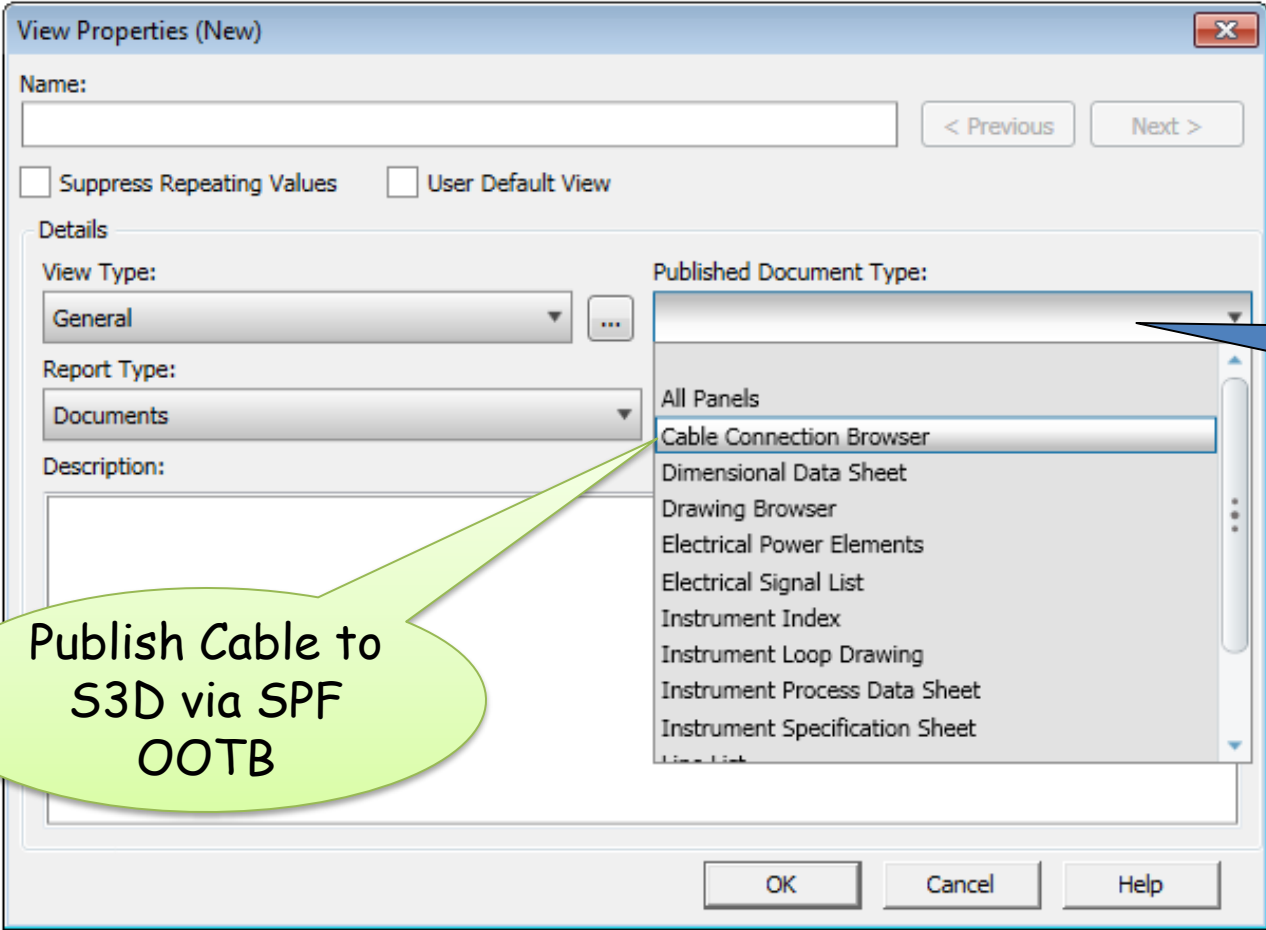 View Properties (New)
Name:
< Previous
Next >
Suppress Repeating Values
User Default View
Details
View Type:
Published Document Type:
General
...
Report Type:
Documents
All Panels
Cable Connection Browser
Description:
Dimensional Data Sheet
Drawing Browser
Electrical Power Elements
Electrical Signal List
Instrument Index
Instrument Loop Drawing
Instrument Process Data Sheet
Instrument Specification Sheet
Line List
Publish Cable to
S3D via SPF
OOTB
OK
Cancel
Help